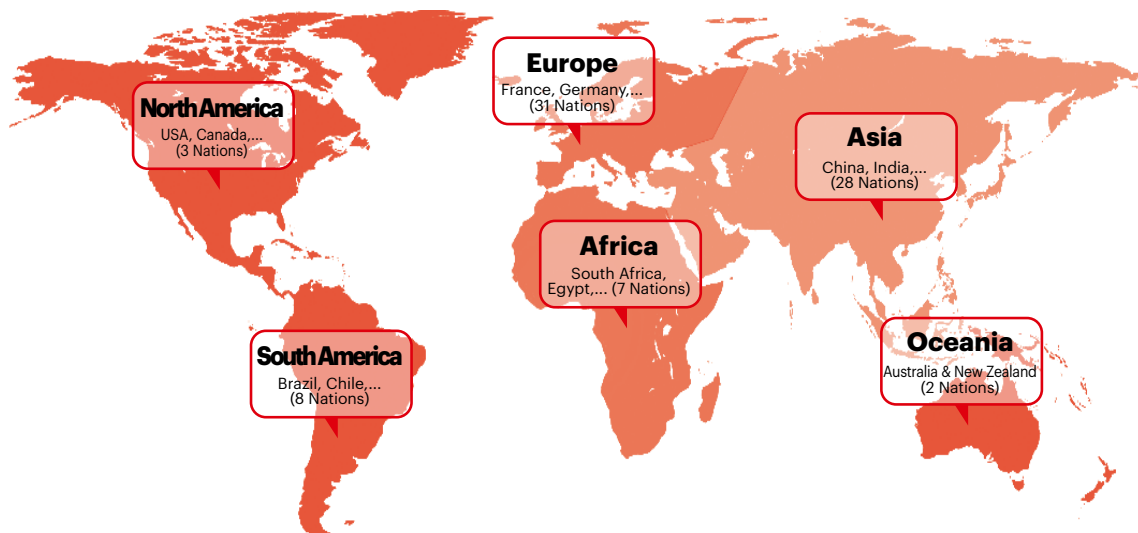 North America
USA, Canada,...
(3 Nations)
Europe
France, Germany,...
(31 Nations)
Asia
China, India,...
(28 Nations)
Africa
South Africa,
Egypt,... (7 Nations)
South America
Brazil, Chile,...
(8 Nations)
Oceania
Australia & New Zealand
(2 Nations)